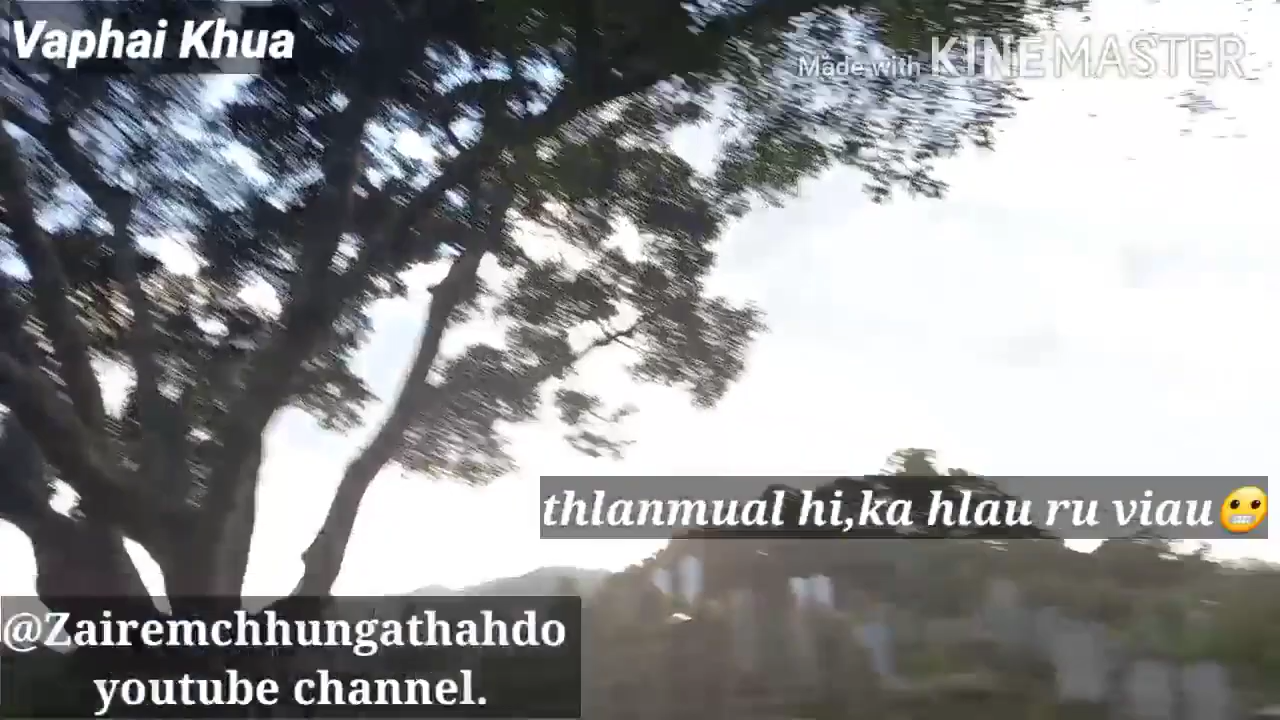 Vaphai Khua
Made with KINEMASTER
thlanmual hi,ka hlau ru viau😬
@Zairemchhungathahdo
youtube channel.